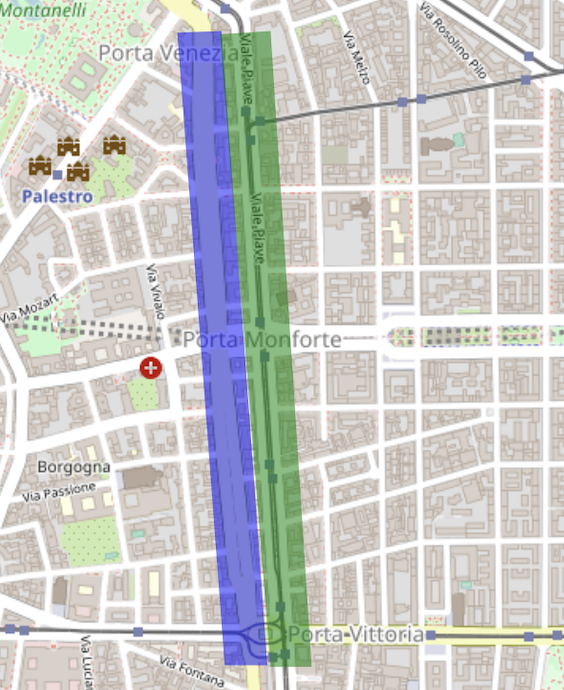 Montanelli
Porta Venezia
Viale Piave
Via Melzo
Via Rosolino Pilo
Palestro
Viale Piave
Via Vivaio
Via Mozart
Porta Monforte
Borgogna
Via Passione
Porta Vittoria
Via Lucia
Via Fontana